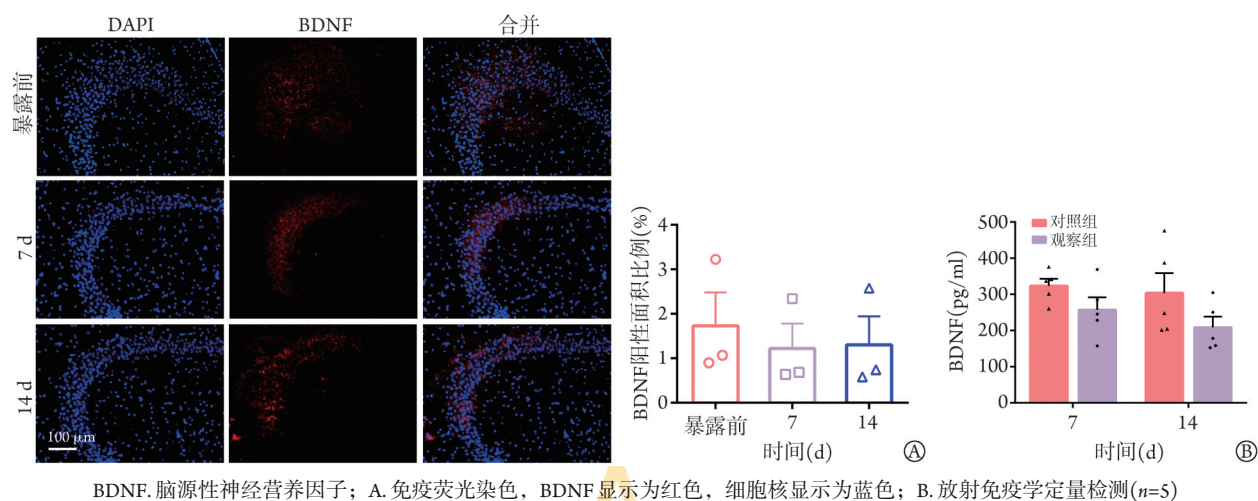 DAPI
BDNF
合并
暴露前
7 d
14 d
100 μm
BDNF阳性面积比例(%)
4
3
2
1
0
暴露前
7
14
时间(d)
Ⓐ
BDNF(pg/ml)
500
400
300
200
100
0
对照组
观察组
7
14
时间(d)
Ⓑ
BDNF. 脑源性神经营养因子；A. 免疫荧光染色，BDNF 显示为红色，细胞核显示为蓝色；B. 放射免疫学定量检测(n=5)